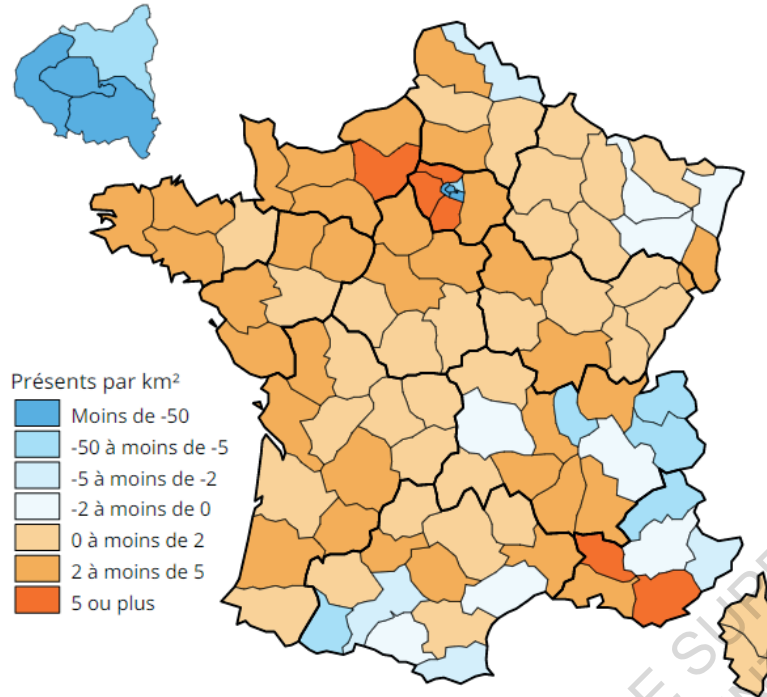 Présents par km²
Moins de -50
-50 à moins de -5
-5 à moins de -2
-2 à moins de 0
0 à moins de 2
2 à moins de 5
5 ou plus
E SUPE